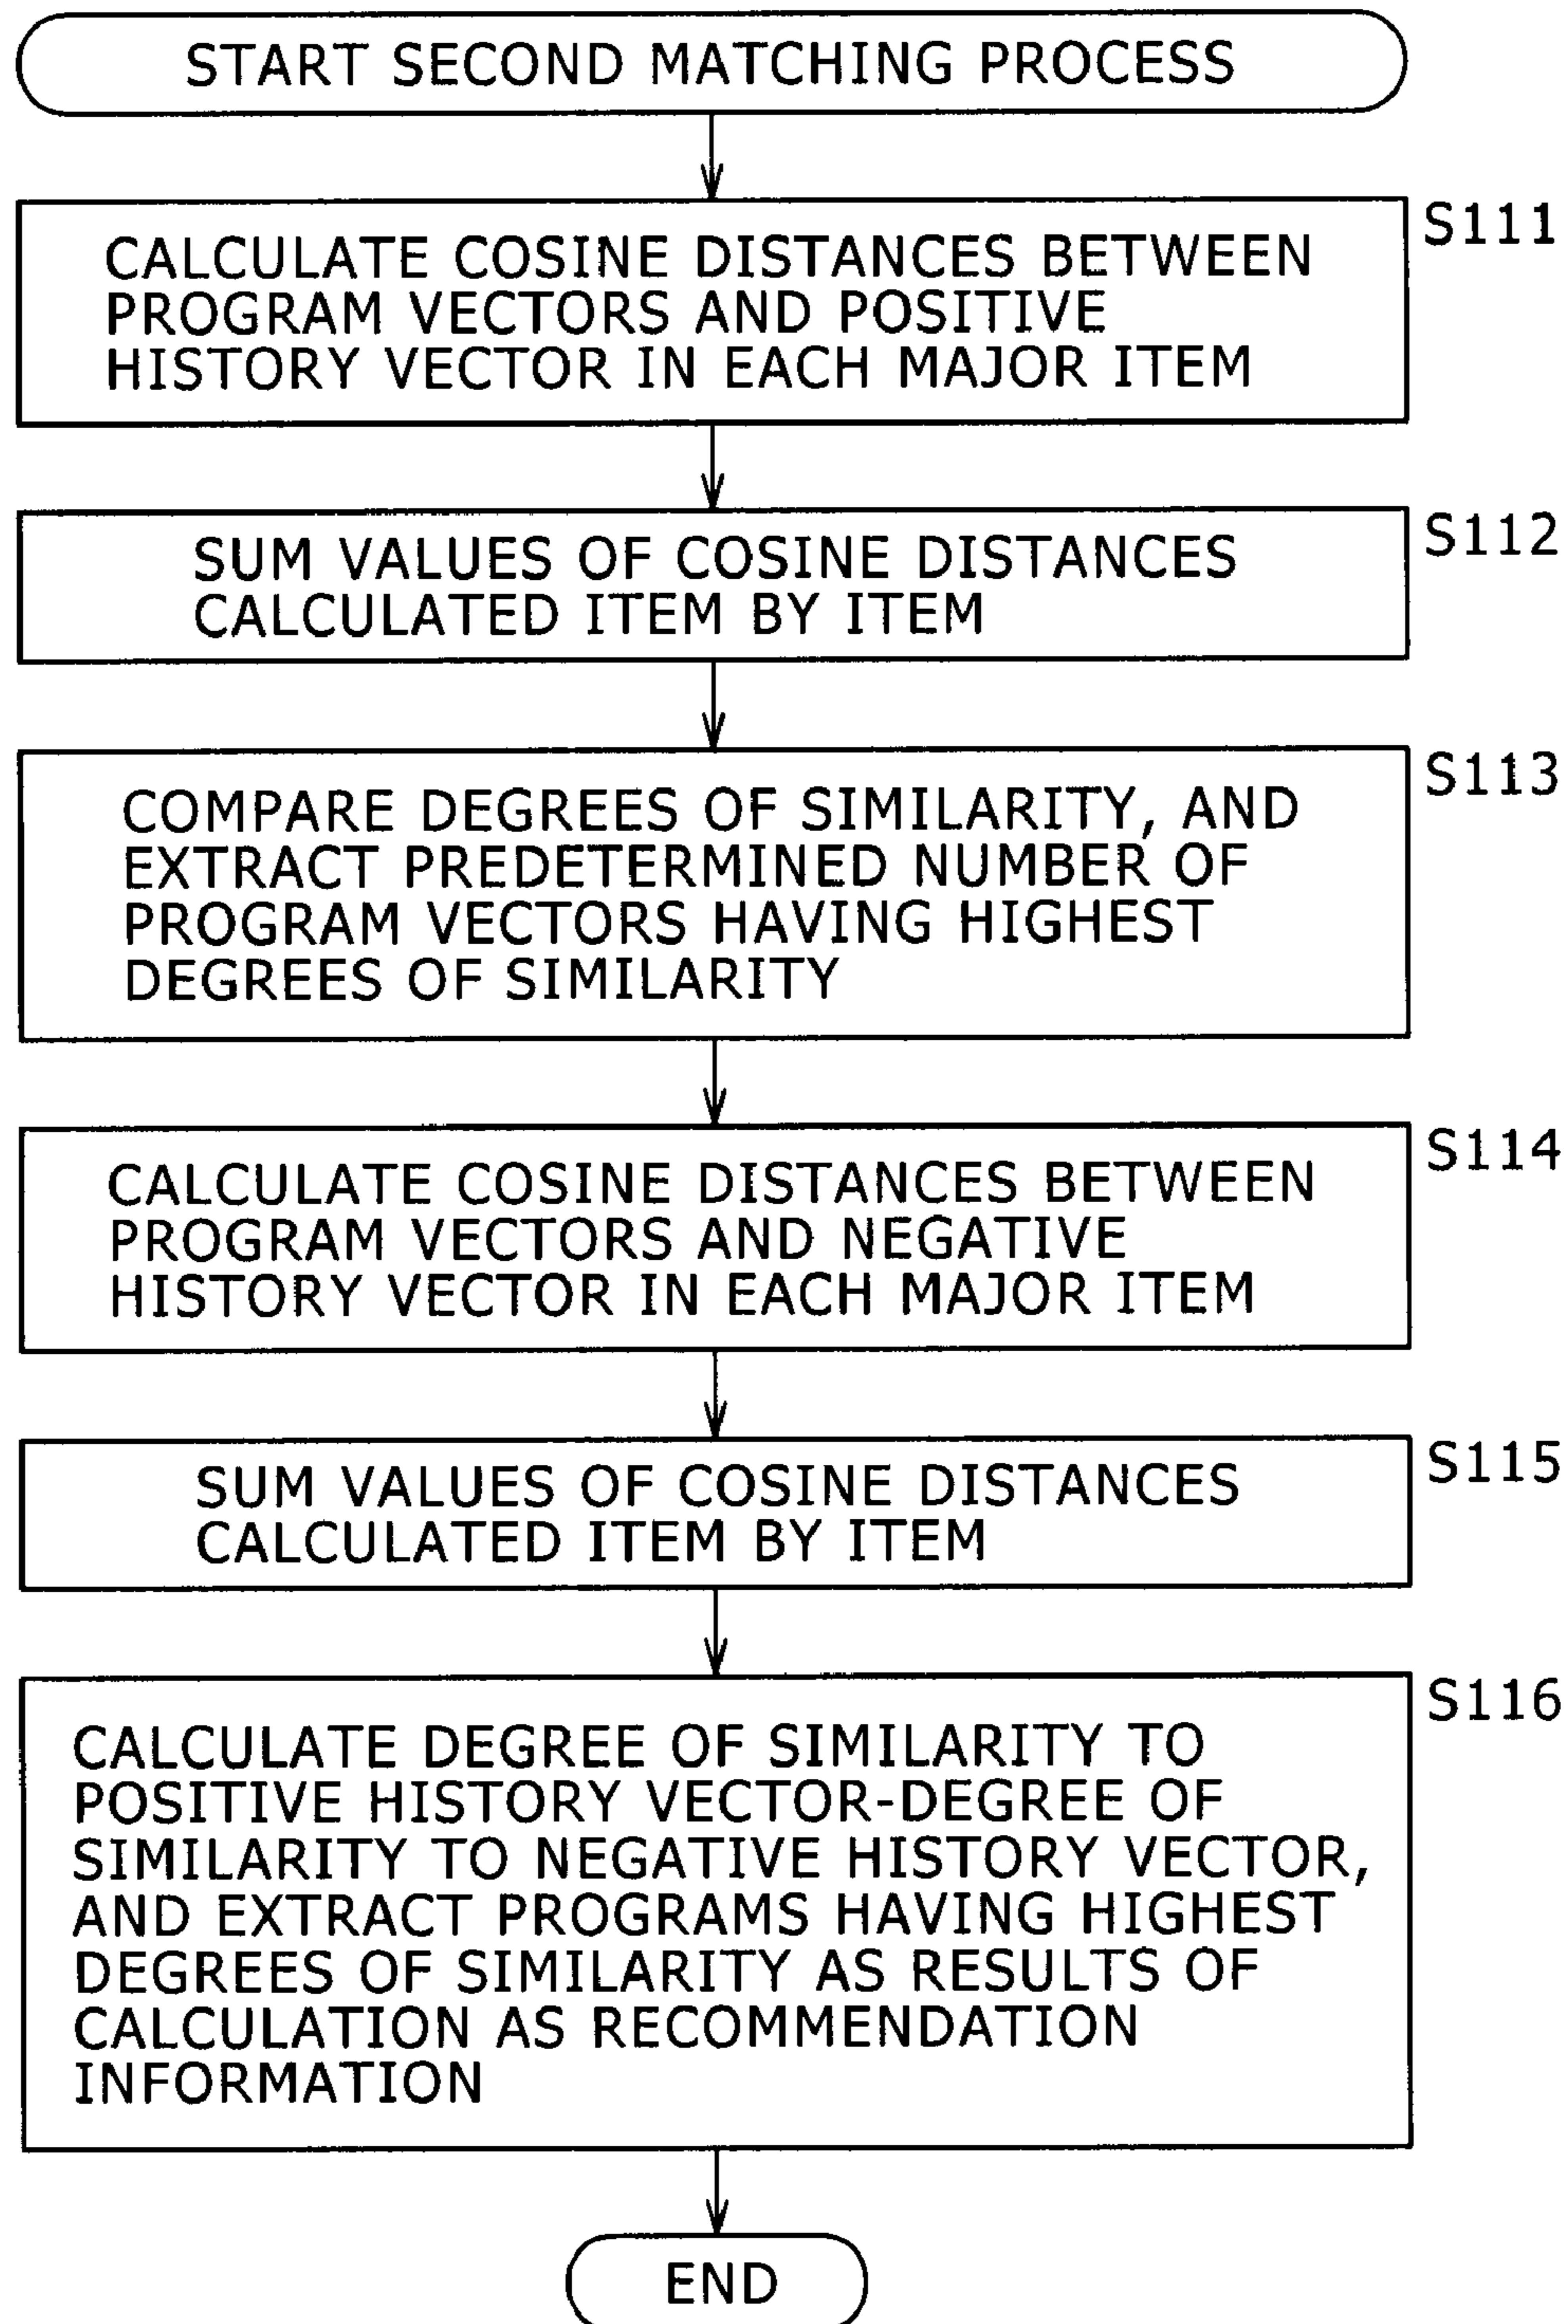 START SECOND MATCHING PROCESS
S111
CALCULATE COSINE DISTANCES BETWEEN
PROGRAM VECTORS AND POSITIVE
HISTORY VECTOR IN EACH MAJOR ITEM
S112
SUM VALUES OF COSINE DISTANCES
CALCULATED ITEM BY ITEM
S113
COMPARE DEGREES OF SIMILARITY, AND
EXTRACT PREDETERMINED NUMBER OF
PROGRAM VECTORS HAVING HIGHEST
DEGREES OF SIMILARITY
S114
CALCULATE COSINE DISTANCES BETWEEN
PROGRAM VECTORS AND NEGATIVE
HISTORY VECTOR IN EACH MAJOR ITEM
S115
SUM VALUES OF COSINE DISTANCES
CALCULATED ITEM BY ITEM
S116
CALCULATE DEGREE OF SIMILARITY TO
POSITIVE HISTORY VECTOR-DEGREE OF
SIMILARITY TO NEGATIVE HISTORY VECTOR,
AND EXTRACT PROGRAMS HAVING HIGHEST
DEGREES OF SIMILARITY AS RESULTS OF
CALCULATION AS RECOMMENDATION
INFORMATION
END